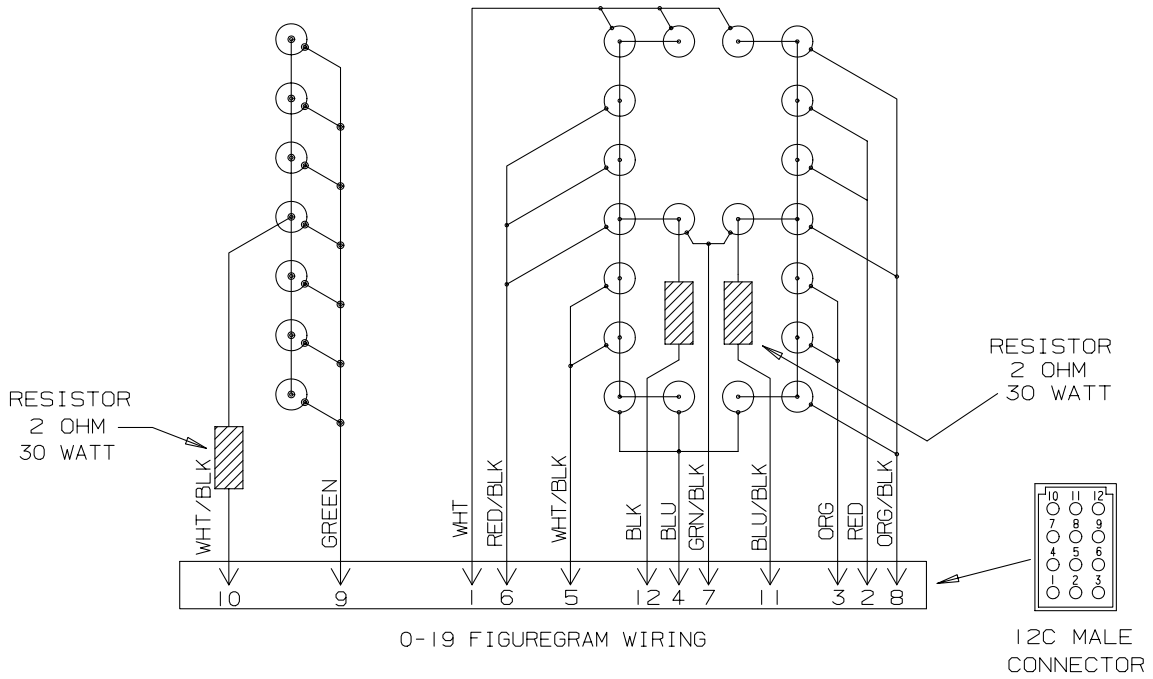 RESISTOR
2 OHM
30 WATT
RESISTOR
2 OHM
30 WATT
WHT/BLK
GREEN
WHT
RED/BLK
WHT/BLK
BLK
BLU
GRN/BLK
BLU/BLK
ORG
RED
ORG/BLK
10 9 1 6 5 12 4 7 11 3 2 8
10 11 12
7 8 9
4 5 6
1 2 3
0-19 FIGUREGRAM WIRING
12C MALE
CONNECTOR